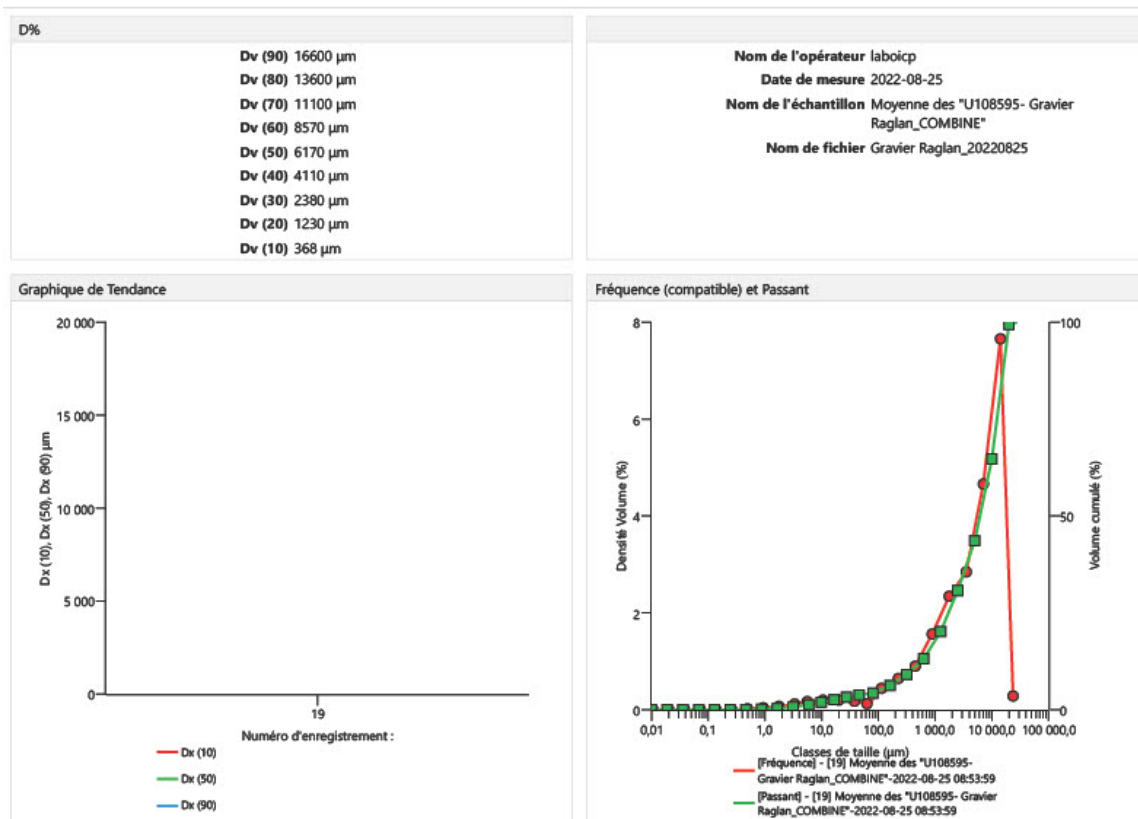 D%
Dv (90) 16600 µm
Dv (80) 13600 µm
Dv (70) 11100 µm
Dv (60) 8570 µm
Dv (50) 6170 µm
Dv (40) 4110 µm
Dv (30) 2380 µm
Dv (20) 1230 µm
Dv (10) 368 µm
Nom de l'opérateur laboicp
Date de mesure 2022-08-25
Nom de l'échantillon Moyenne des "U108595- Gravier
Raglan_COMBINE"
Nom de fichier Gravier Raglan_20220825
Graphique de Tendance
20 000
15 000
10 000
5 000
0
Dx (10), Dx (50), Dx (90) µm
19
Numéro d'enregistrement :
Dx (10)
Dx (50)
Dx (90)
Fréquence (compatible) et Passant
8
6
4
2
0
Densité Volume (%)
100
50
0
Volume cumulé (%)
0,01 0,1 1,0 10,0 100,0 1000,0 10 000,0 100 000,0
Classes de taille (µm)
[Fréquence] - [19] Moyenne des "U108595-
Gravier Raglan_COMBINE"-2022-08-25 08:53:59
[Passant] - [19] Moyenne des "U108595- Gravier
Raglan_COMBINE"-2022-08-25 08:53:59